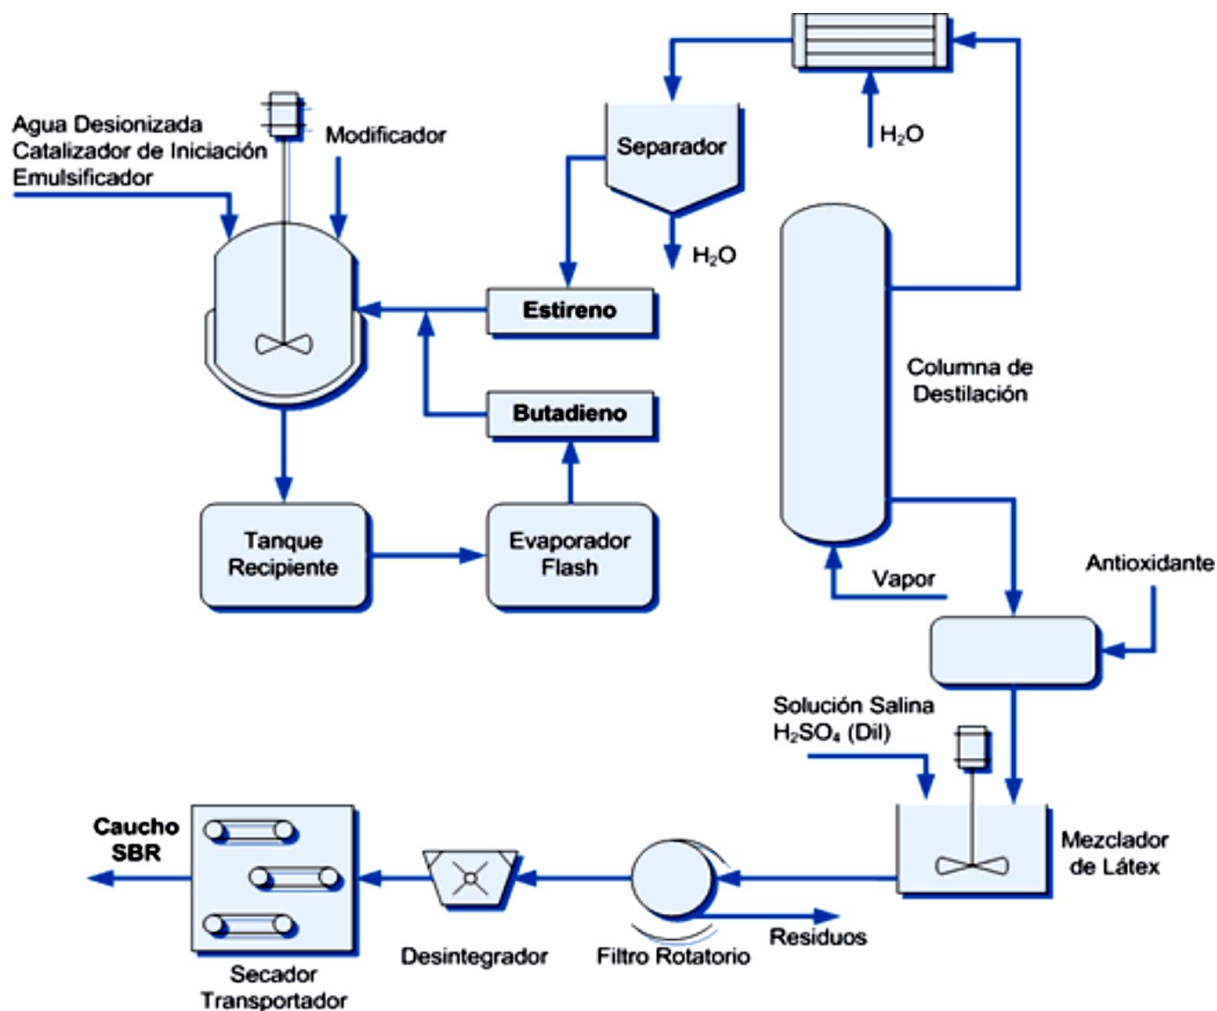 Agua Desionizada
Catalizador de Iniciación
Emulsificador
Modificador
Separador
H₂O
H₂O
Estireno
Butadieno
Columna de
Destilación
Tanque
Recipiente
Evaporador
Flash
Vapor
Antioxidante
Solución Salina
H₂SO₄ (Dil)
Mezclador
de Látex
Caucho
SBR
Residuos
Desintegrador
Filtro Rotatorio
Secador
Transportador